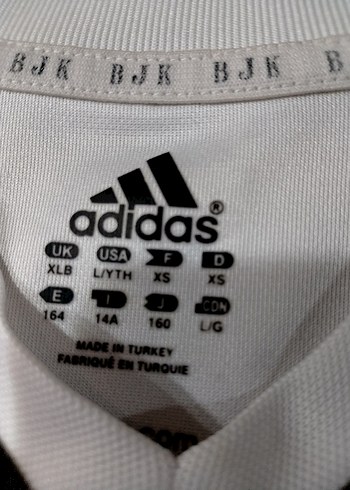 BJK BJK BJK B
adidas®
UK USA F D
XLB L/YTH XS XS
E I J CDN
164 14A 160 L/G
MADE IN TURKEY
FABRIQUÉ EN TURQUIE
.com